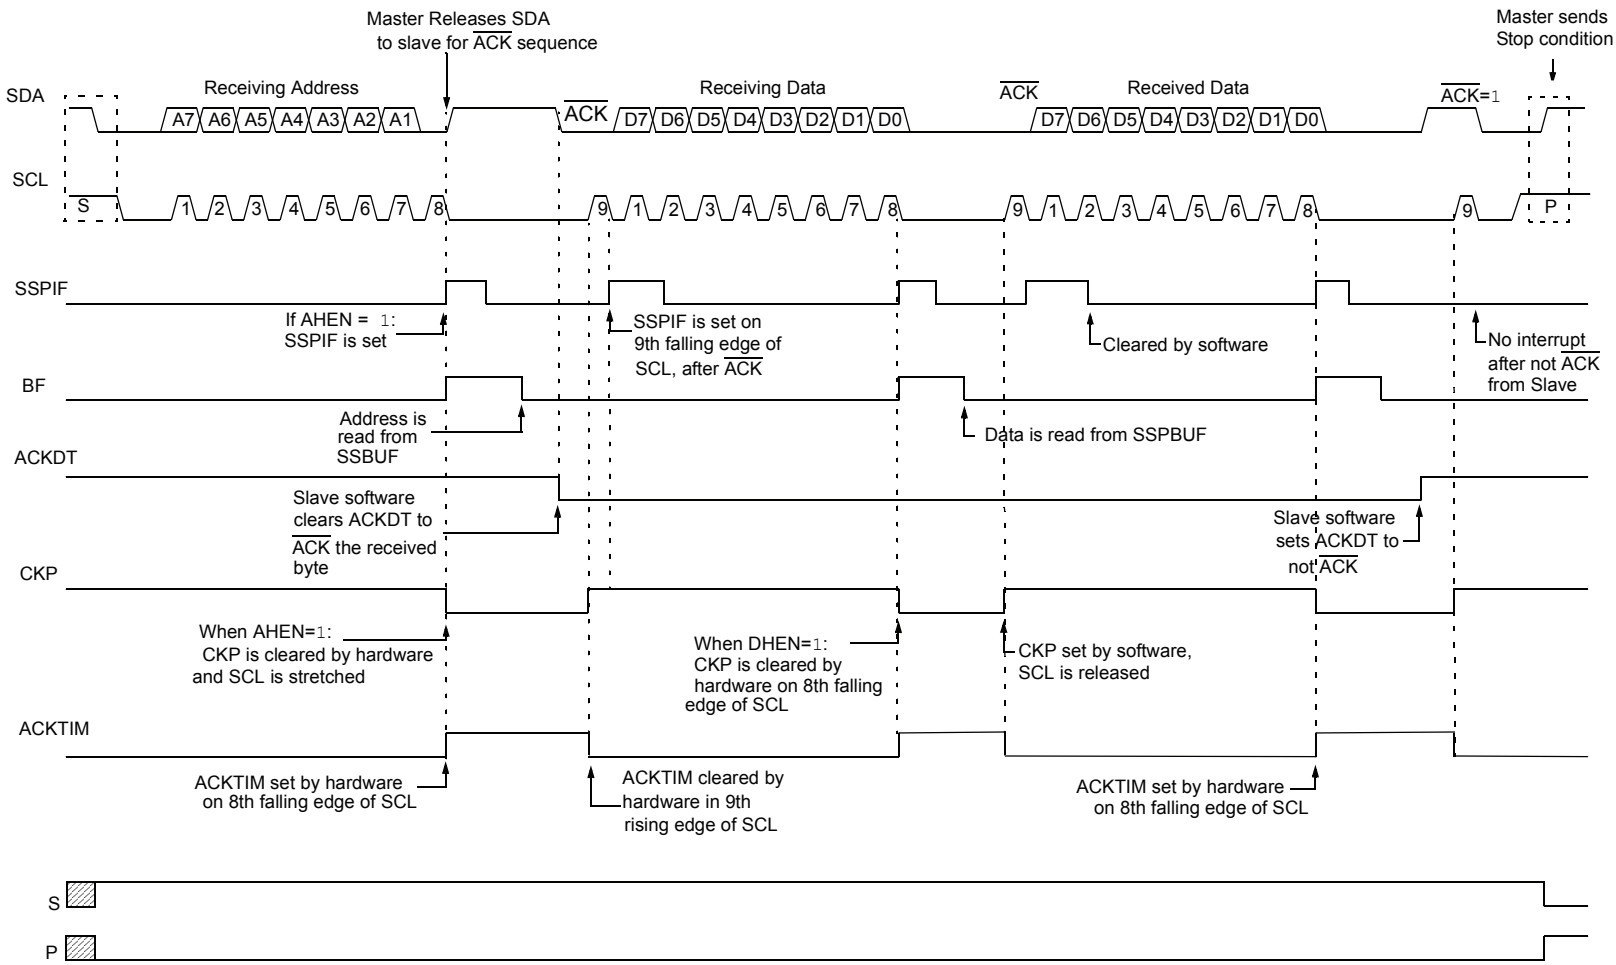 Master Releases SDA
to slave for ACK sequence
Master sends
Stop condition
SDA
Receiving Address
A7 A6 A5 A4 A3 A2 A1
ACK
Receiving Data
D7 D6 D5 D4 D3 D2 D1 D0
ACK
Received Data
D7 D6 D5 D4 D3 D2 D1 D0
ACK=1
SCL
S
1 2 3 4 5 6 7 8
9 1 2 3 4 5 6 7 8
9 1 2 3 4 5 6 7 8
9
P
SSPIF
If AHEN = 1:
SSPIF is set
SSPIF is set on
9th falling edge of
SCL, after ACK
Cleared by software
No interrupt
after not ACK
from Slave
BF
Address is
read from
SSBUF
Data is read from SSPBUF
ACKDT
Slave software
clears ACKDT to
ACK the received
byte
Slave software
sets ACKDT to
not ACK
CKP
When AHEN=1:
CKP is cleared by hardware
and SCL is stretched
When DHEN=1:
CKP is cleared by
hardware on 8th falling
edge of SCL
CKP set by software,
SCL is released
ACKTIM
ACKTIM set by hardware
on 8th falling edge of SCL
ACKTIM cleared by
hardware in 9th
rising edge of SCL
ACKTIM set by hardware
on 8th falling edge of SCL
S
P